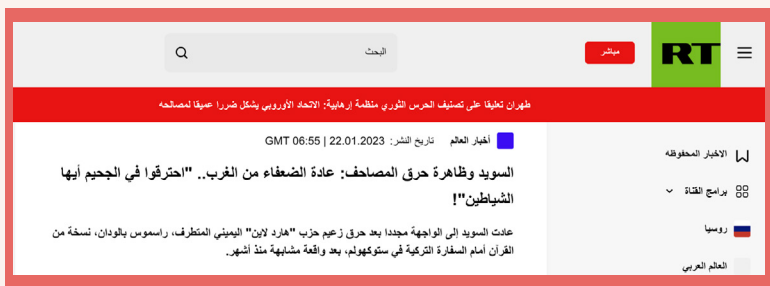 RT
مباشر
البحث
طهران تعليقا على تصنيف الحرس الثوري منظمة إرهابية: الاتحاد الأوروبي يشكل ضررا عميقا لمصالحه
أخبار العالم
تاريخ النشر: 22.01.2023 | 06:55 GMT
السويد وظاهرة حرق المصاحف: عادة الضعفاء من الغرب.. "احترقوا في الجحيم أيها
الشياطين"!
عادت السويد إلى الواجهة مجددا بعد حرق زعيم حزب "هارد لاين" اليميني المتطرف، راسموس بالودان، نسخة من
القرآن أمام السفارة التركية في ستوكهولم، بعد واقعة مشابهة منذ أشهر.
الاخبار المحفوظه
برامج القناة
روسيا
العالم العربي